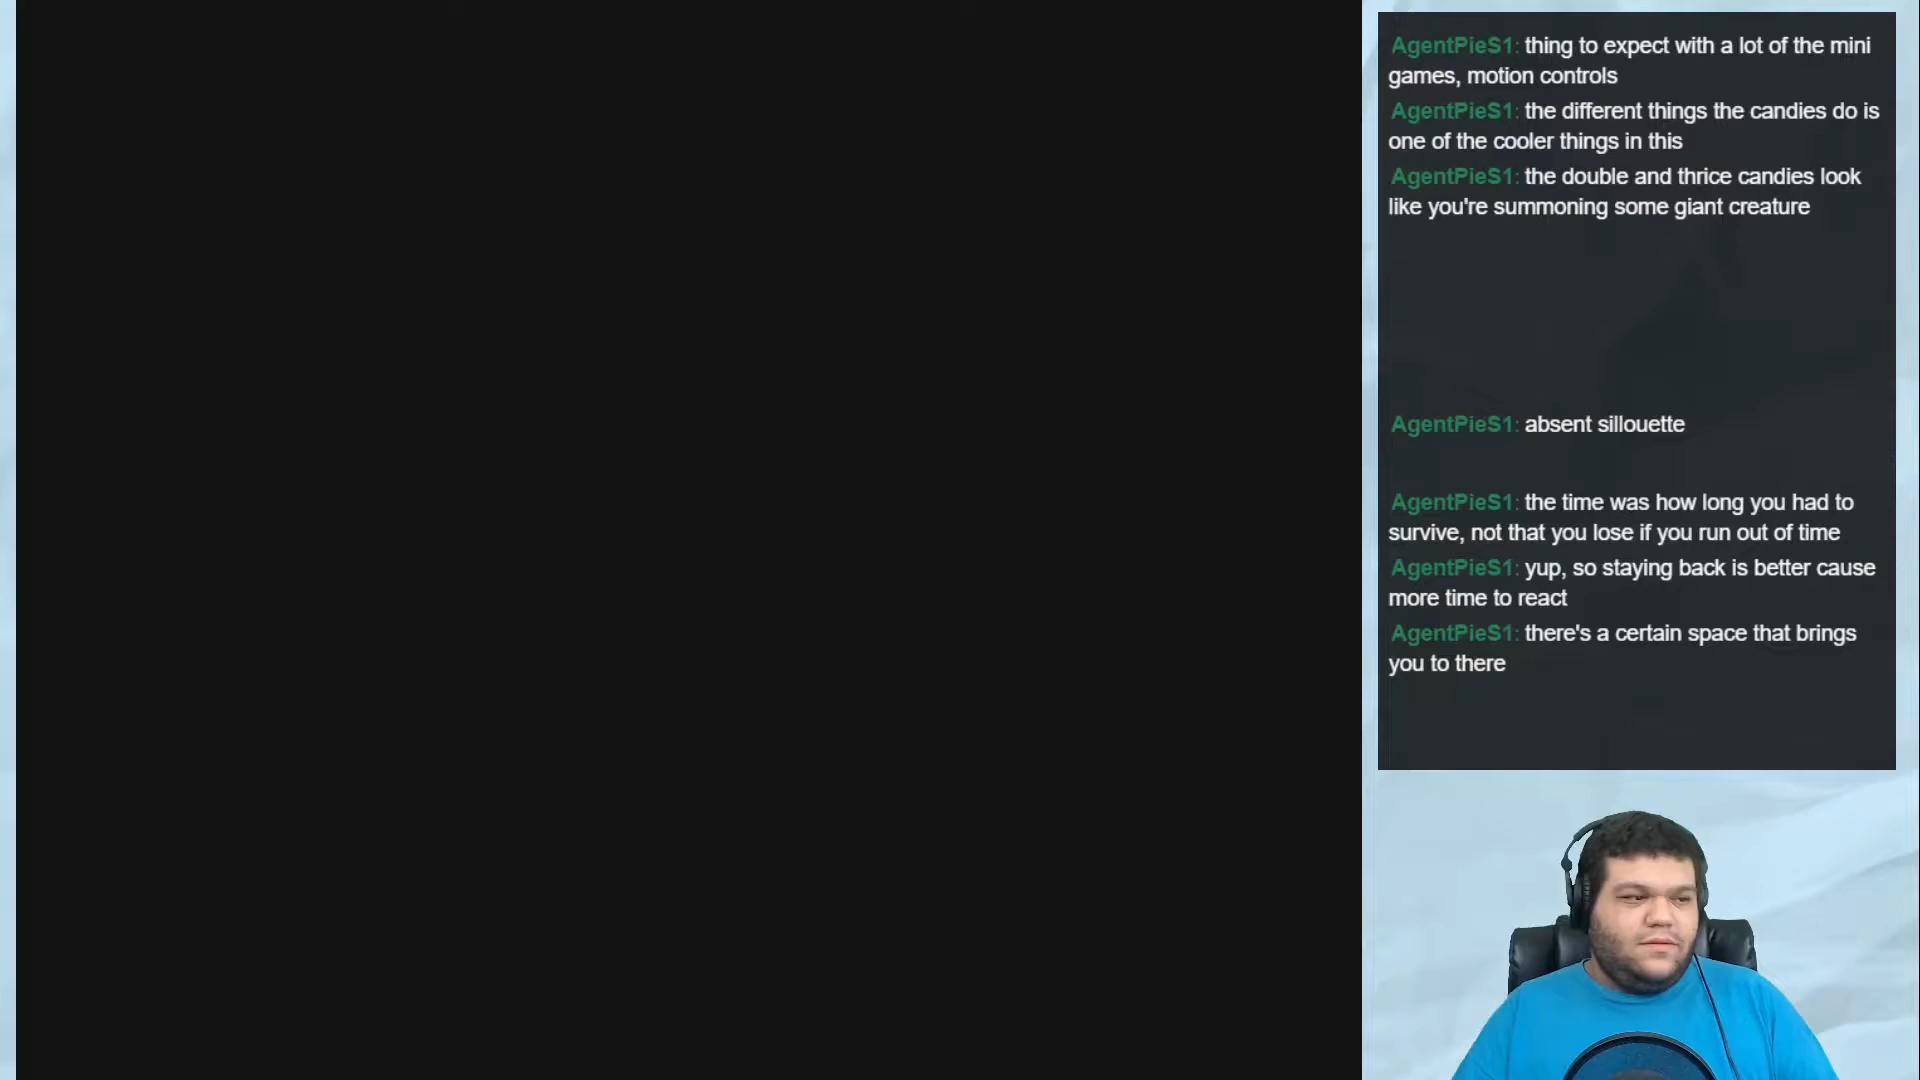 AgentPieS1: thing to expect with a lot of the mini
games, motion controls
AgentPieS1: the different things the candies do is
one of the cooler things in this
AgentPieS1: the double and thrice candies look
like you're summoning some giant creature
AgentPieS1: absent sillouette
AgentPieS1: the time was how long you had to
survive, not that you lose if you run out of time
AgentPieS1: yup, so staying back is better cause
more time to react
AgentPieS1: there's a certain space that brings
you to there